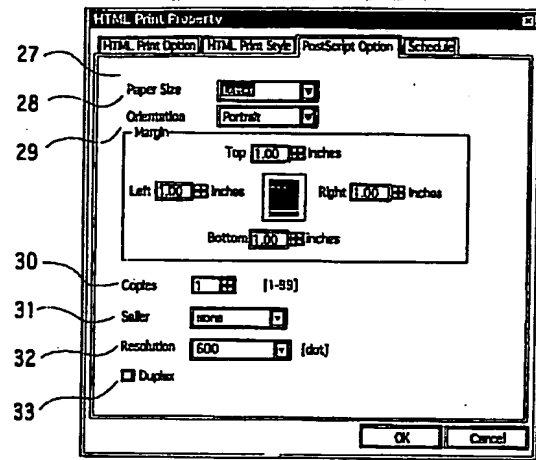 HTML Print Property
HTML Print Option HTML Print Style PostScript Option Schedule
27
28 Paper Size Letter
29 Orientation Portrait
Margin
Top 1.00 inches
Left 1.00 inches Right 1.00 inches
Bottom 1.00 inches
30 Copies 1 [1-99]
31 none
32 Resolution 600 [dot]
33 Duplex
OK Cancel